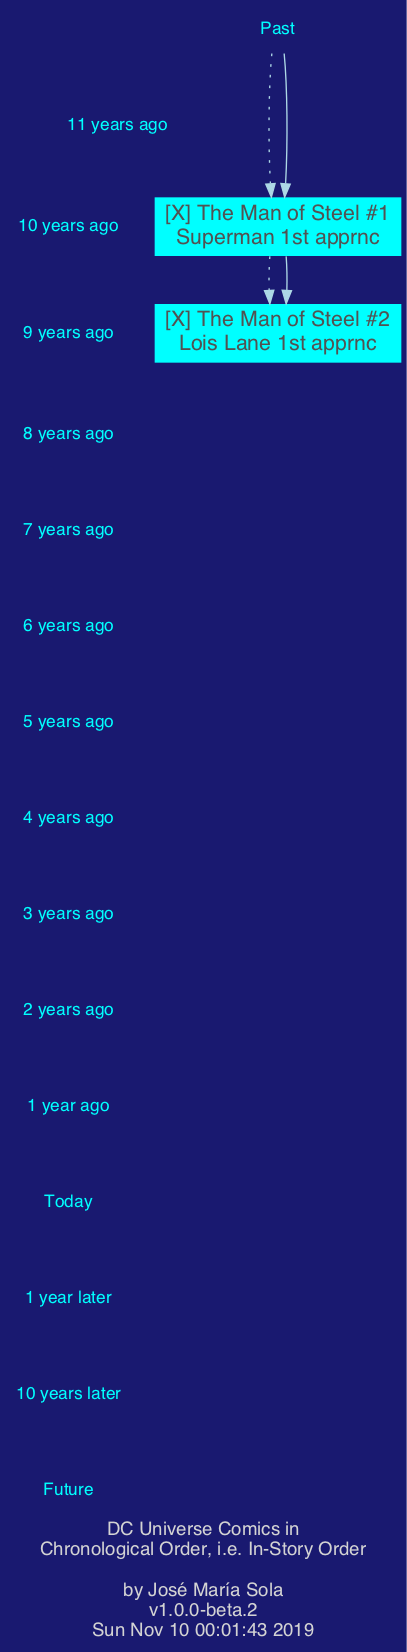 Past
11 years ago
10 years ago
[X] The Man of Steel #1
Superman 1st apprnc
9 years ago
[X] The Man of Steel #2
Lois Lane 1st apprnc
8 years ago
7 years ago
6 years ago
5 years ago
4 years ago
3 years ago
2 years ago
1 year ago
Today
1 year later
10 years later
Future
DC Universe Comics in
Chronological Order, i.e. In-Story Order
by José María Sola
v1.0.0-beta.2
Sun Nov 10 00:01:43 2019